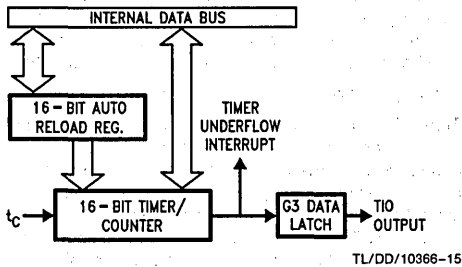 INTERNAL DATA BUS
16-BIT AUTO
RELOAD REG.
TIMER
UNDERFLOW
INTERRUPT
tC
16-BIT TIMER/
COUNTER
G3 DATA
LATCH
TIO
OUTPUT
TL/DD/10366-15